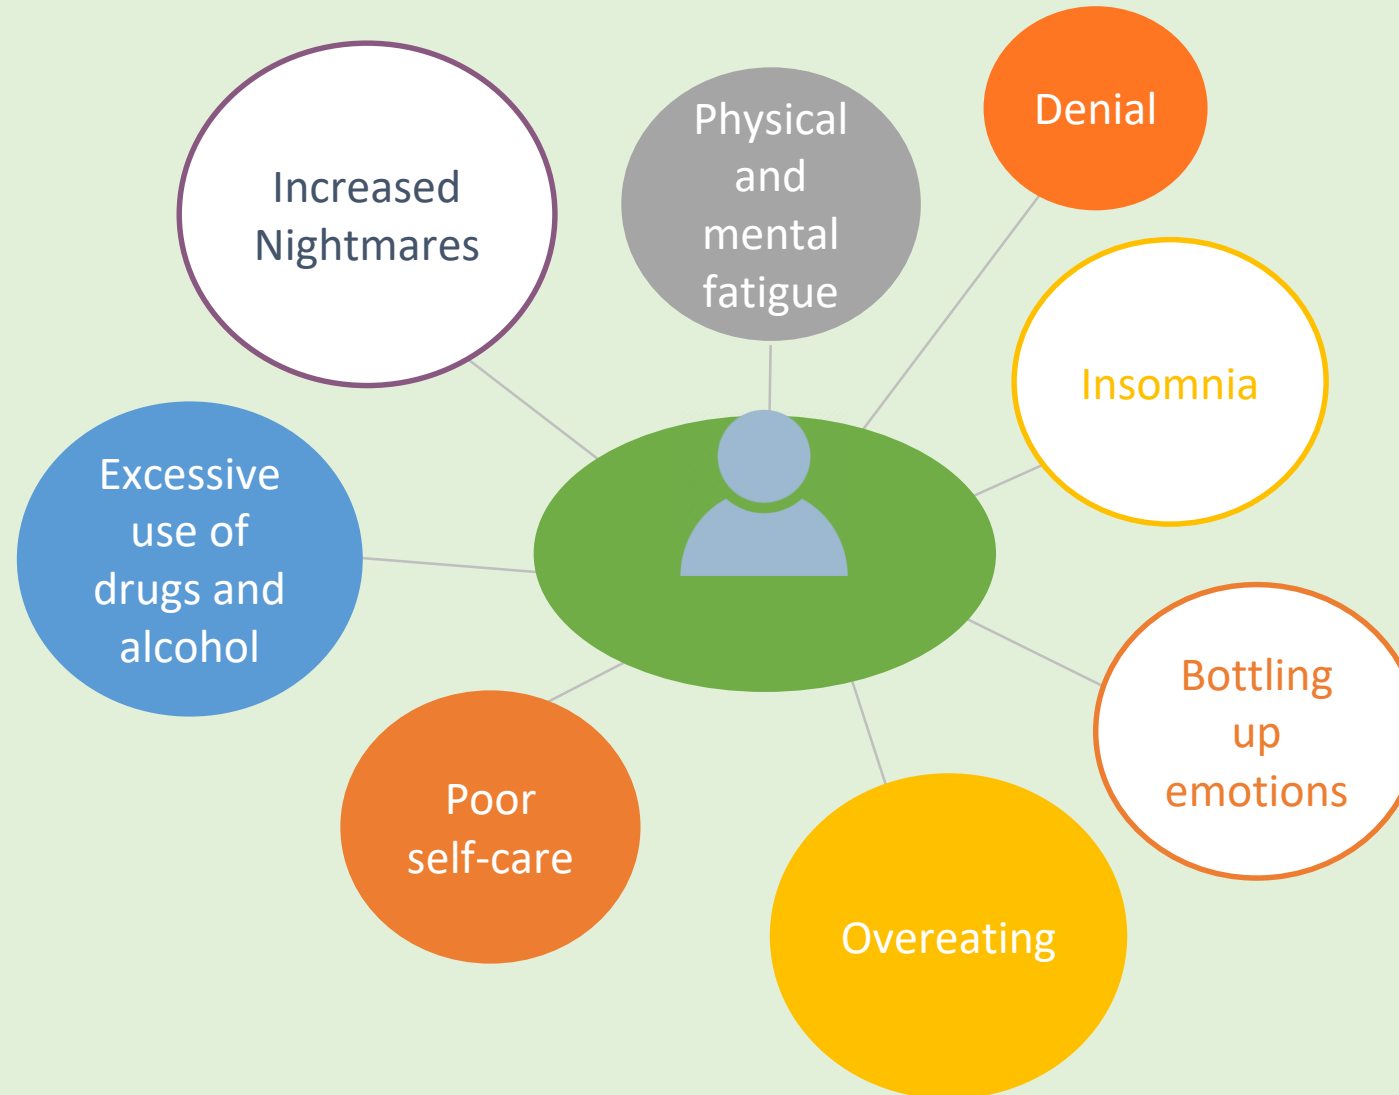 Increased
Nightmares
Physical
and
mental
fatigue
Denial
Insomnia
Excessive
use of
drugs and
alcohol
Bottling
up
emotions
Poor
self-care
Overeating